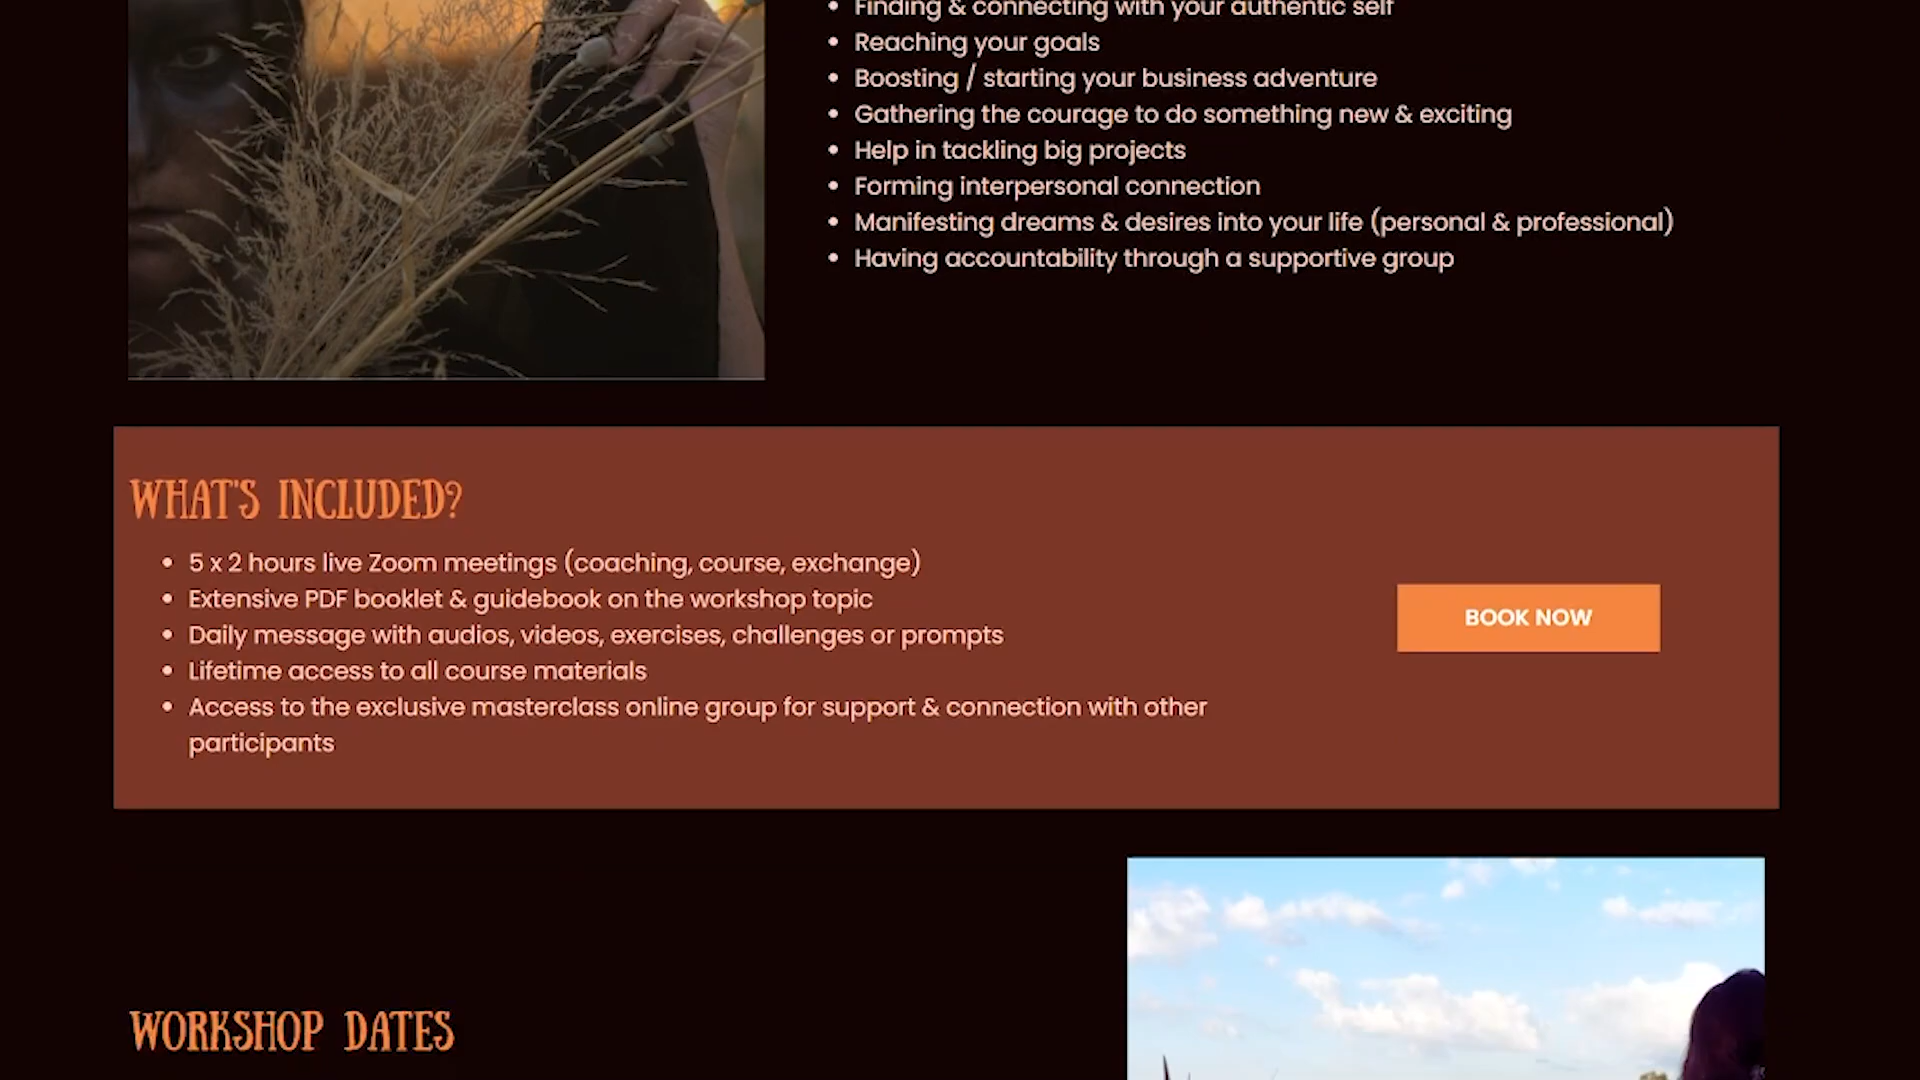 Finding & connecting with your authentic self
Reaching your goals
Boosting / starting your business adventure
Gathering the courage to do something new & exciting
Help in tackling big projects
Forming interpersonal connection
Manifesting dreams & desires into your life (personal & professional)
Having accountability through a supportive group
WHAT'S INCLUDED?
5 x 2 hours live Zoom meetings (coaching, course, exchange)
Extensive PDF booklet & guidebook on the workshop topic
Daily message with audios, videos, exercises, challenges or prompts
Lifetime access to all course materials
Access to the exclusive masterclass online group for support & connection with other
participants
BOOK NOW
WORKSHOP DATES